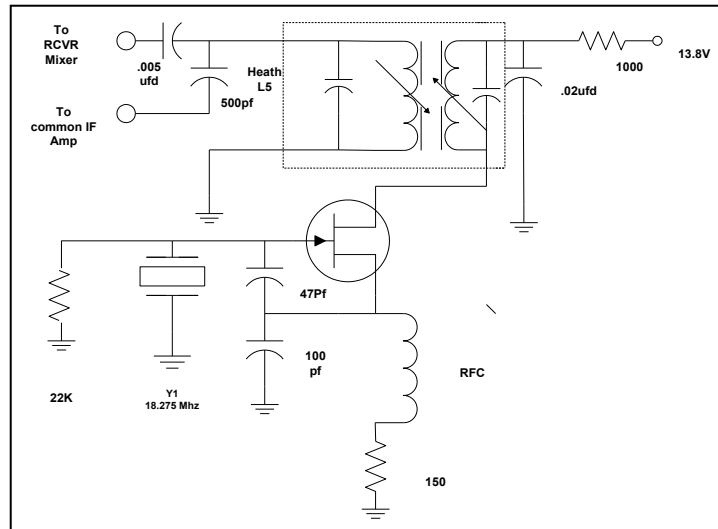 To
RCVR
Mixer
.005
ufd
500pf
Heath
L5
To
common IF
Amp
.02ufd
1000
13.8V
47Pf
100
pf
RFC
22K
Y1
18.275 Mhz
150